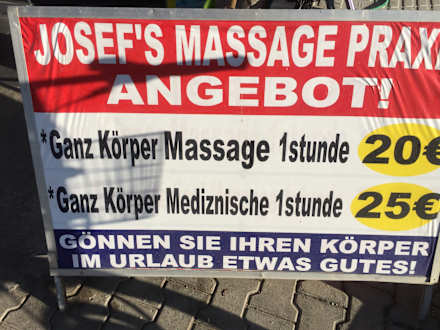 JOSEF'S MASSAGE PRAXI
ANGEBOT!
*Ganz Körper Massage 1stunde 20€
*Ganz Körper Mediznische 1stunde 25€
GÖNNEN SIE IHREN KÖRPER
IM URLAUB ETWAS GUTES!